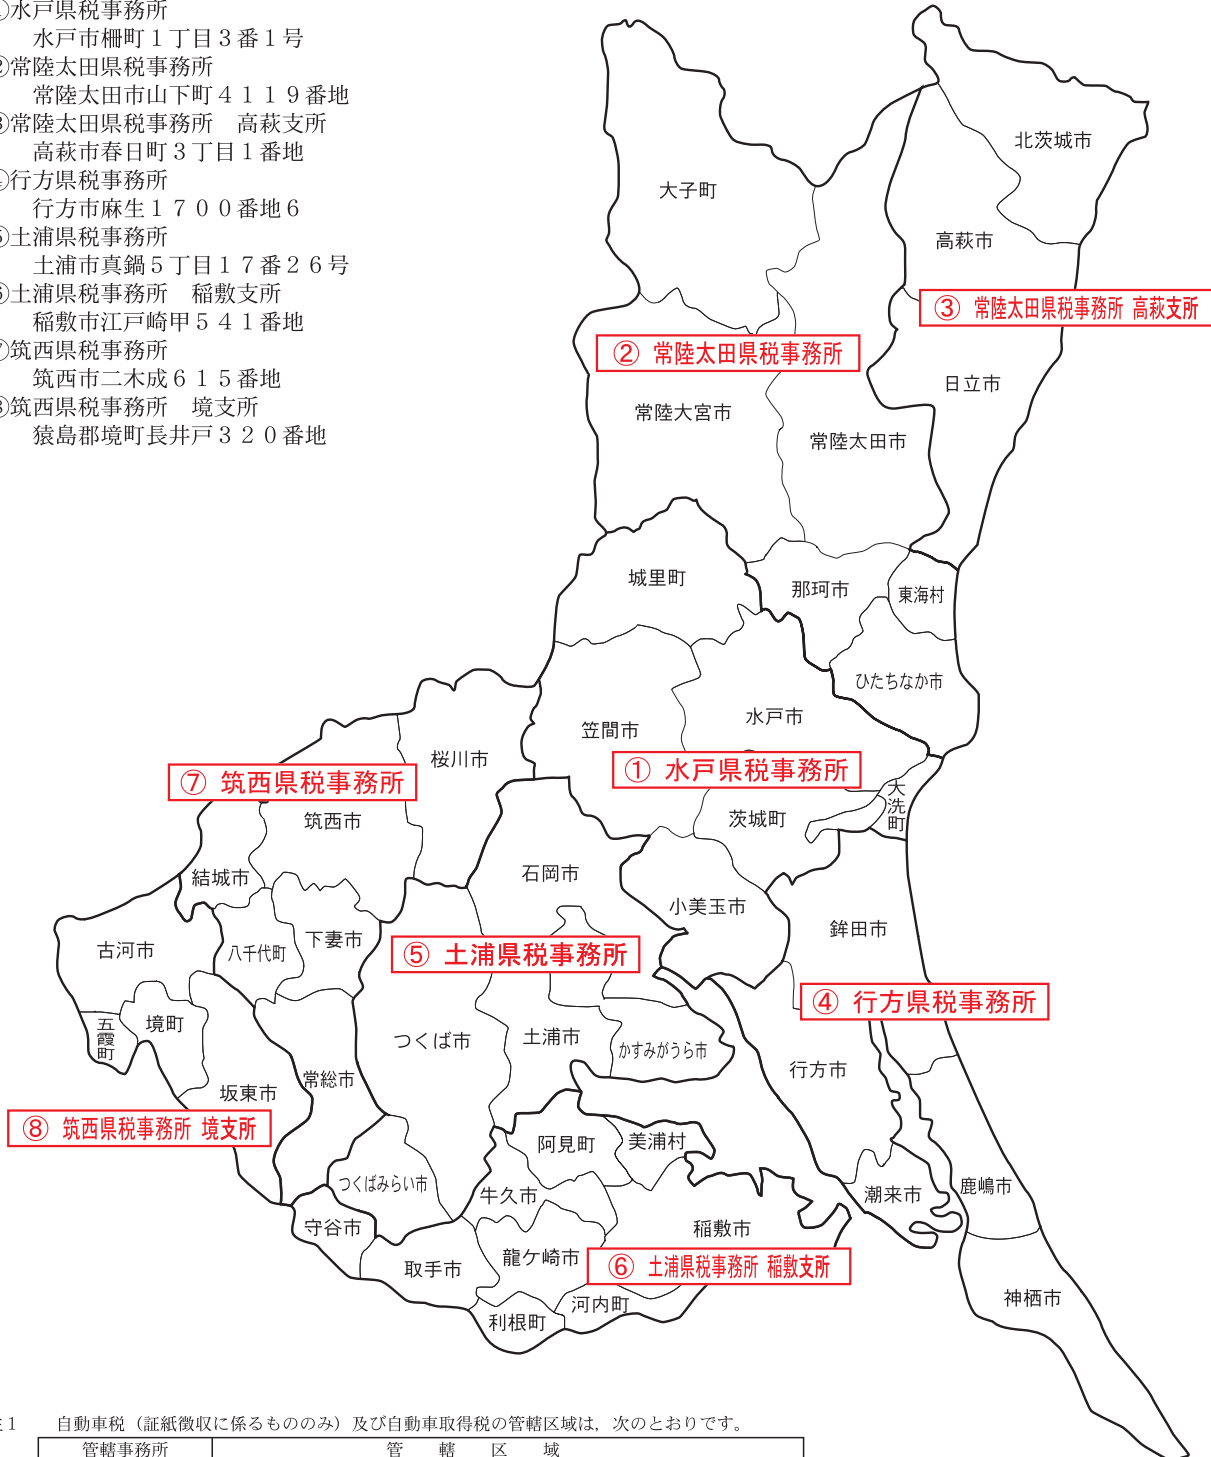 ①水戸県税事務所
水戸市柵町１丁目３番１号
②常陸太田県税事務所
常陸太田市山下町４１１９番地
③常陸太田県税事務所　高萩支所
高萩市春日町３丁目１番地
④行方県税事務所
行方市麻生１７００番地６
⑤土浦県税事務所
土浦市真鍋５丁目１７番２６号
⑥土浦県税事務所　稲敷支所
稲敷市江戸崎甲５４１番地
⑦筑西県税事務所
筑西市二木成６１５番地
⑧筑西県税事務所　境支所
猿島郡境町長井戸３２０番地
北茨城市
大子町
高萩市
③ 常陸太田県税事務所 高萩支所
② 常陸太田県税事務所
日立市
常陸大宮市
常陸太田市
城里町
那珂市
東海村
ひたちなか市
水戸市
笠間市
桜川市
① 水戸県税事務所
⑦ 筑西県税事務所
大洗町
茨城町
筑西市
石岡市
結城市
小美玉市
鉾田市
下妻市
古河市
八千代町
⑤ 土浦県税事務所
④ 行方県税事務所
境町
五霞町
つくば市
土浦市
かすみがうら市
行方市
常総市
坂東市
⑧ 筑西県税事務所 境支所
阿見町
美浦村
つくばみらい市
牛久市
潮来市
鹿嶋市
守谷市
稲敷市
龍ケ崎市
取手市
⑥ 土浦県税事務所 稲敷支所
河内町
神栖市
利根町
注１　自動車税（証紙徴収に係るもののみ）及び自動車取得税の管轄区域は，次のとおりです。
管轄事務所　管　轄　区　域